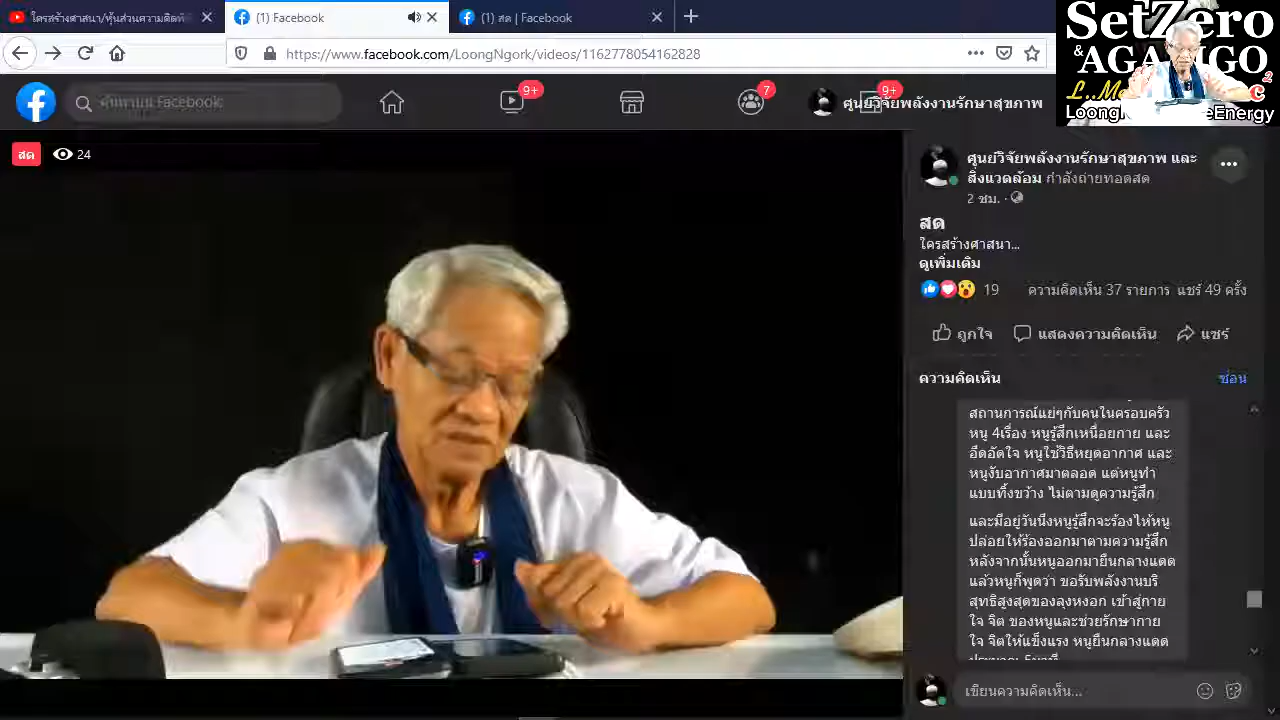 ใครสร้างศาสนา/หุ้นส่วนความคิด
(1) Facebook
(1) สด | Facebook
https://www.facebook.com/LoongNgork/videos/1162778054162828
SetZero
&
L..
2
Energy
ค้นหาบน Facebook
9+
7
9+
ศูนย์วิจัยพลังงานรักษาสุขภาพ
สด
24
ศูนย์วิจัยพลังงานรักษาสุขภาพ และ
สิ่งแวดล้อม กำลังถ่ายทอดสด
2 ชม. ·
สด
ใครสร้างศาสนา...
ดูเพิ่มเติม
19
ความคิดเห็น 37 รายการ แชร์ 49 ครั้ง
ถูกใจ
แสดงความคิดเห็น
แชร์
ความคิดเห็น
ซ่อน
สถานการณ์แย่ๆกับคนในครอบครัว
หนู 4เรื่อง หนูรู้สึกเหนื่อยกาย และ
อึดอัดใจ หนูใช้วิธีหยุดอากาศ และ
หนูงับอากาศมาตลอด แต่หนูทำ
แบบทิ้งขว้าง ไม่ตามดูความรู้สึก
และมีอยู่วันนึงหนูรู้สึกจะร้องไห้หนู
ปล่อยให้ร้องออกมาตามความรู้สึก
หลังจากนั้นหนูออกมายืนกลางแดด
แล้วหนูก็พูดว่า ขอรับพลังงานบริ
สุทธิสูงสุดของลุงหงอก เข้าสู่กาย
ใจ จิต ของหนูและช่วยรักษากาย
ใจ จิตให้แข็งแรง หนูยืนกลางแดด
เขียนความคิดเห็น...